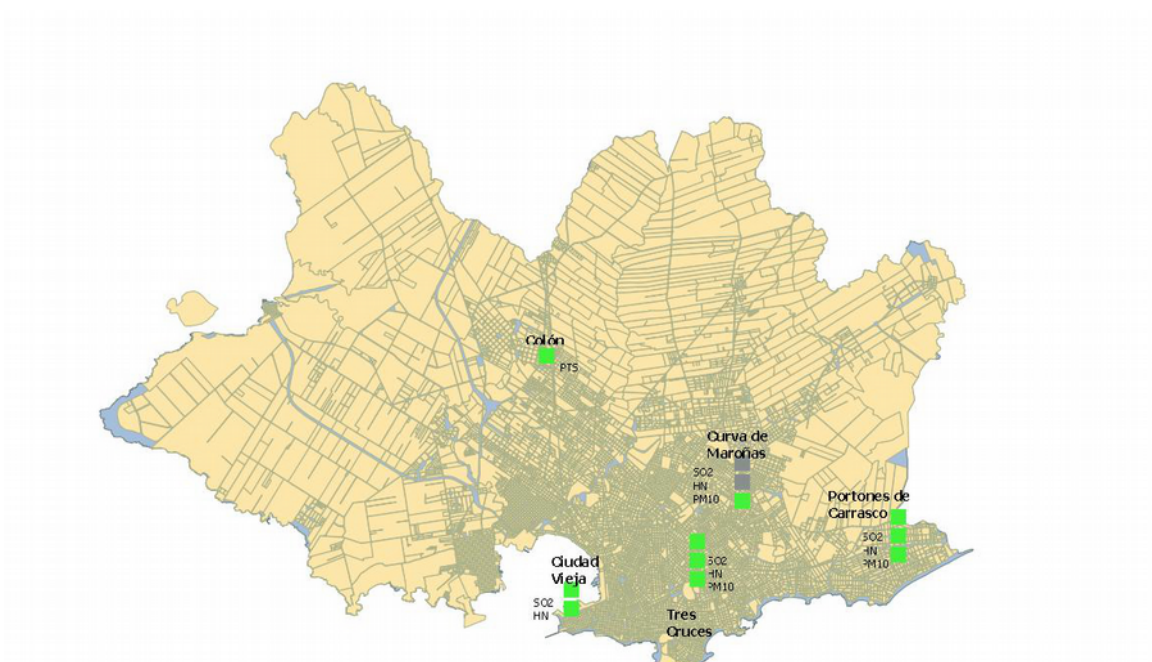 Colón
PTS
Curva de
Maroñas
SO2
HN
PM10
Portones de
Carrasco
SO2
HN
PM10
Ciudad
Vieja
SO2
HN
SO2
HN
PM10
Tres
Cruces